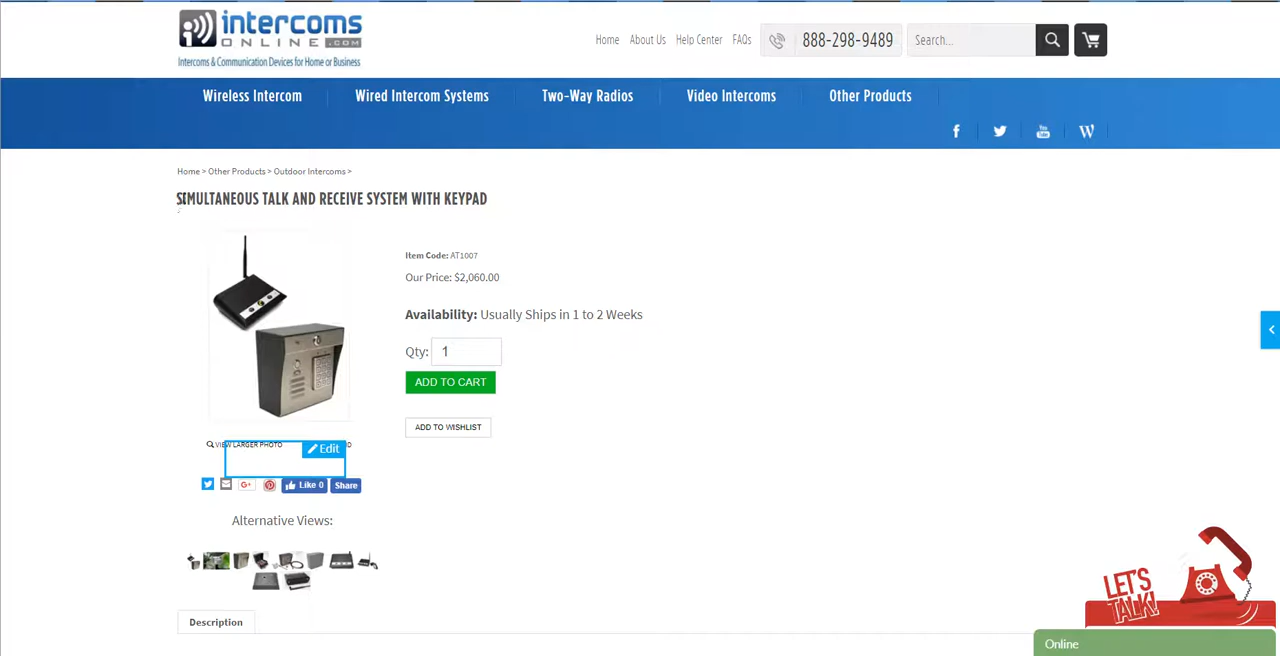 intercoms
ONLINE.COM
Intercoms & Communication Devices for Home or Business
Home About Us Help Center FAQs 888-298-9489 Search...
Wireless Intercom Wired Intercom Systems Two-Way Radios Video Intercoms Other Products
f W
Home > Other Products > Outdoor Intercoms >
SIMULTANEOUS TALK AND RECEIVE SYSTEM WITH KEYPAD
Item Code: AT1007
Our Price: $2,060.00
Availability: Usually Ships in 1 to 2 Weeks
Qty: 1
ADD TO CART
ADD TO WISHLIST
VIEW LARGER PHOTO
Edit
G+ Like 0 Share
Alternative Views:
Description
LET'S
TALK!
Online